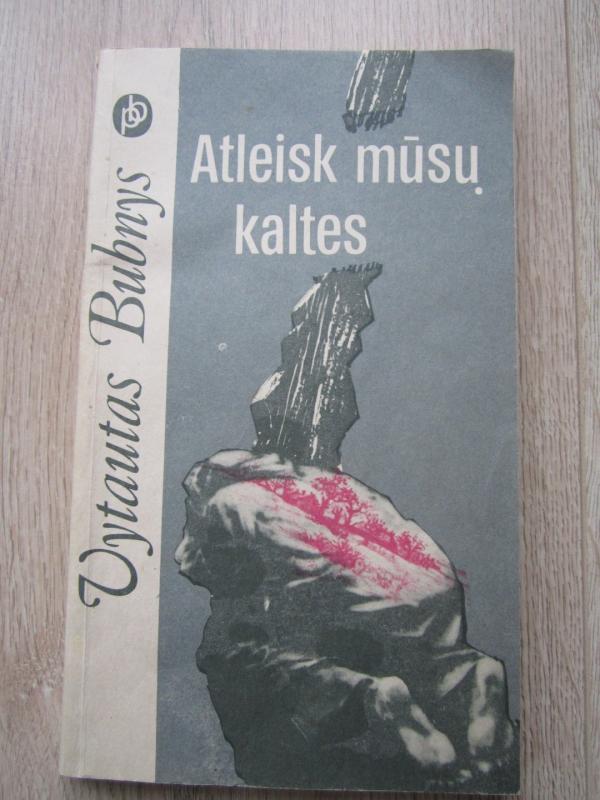 Vytautas Bubnys
Atleisk mūsų
kaltes